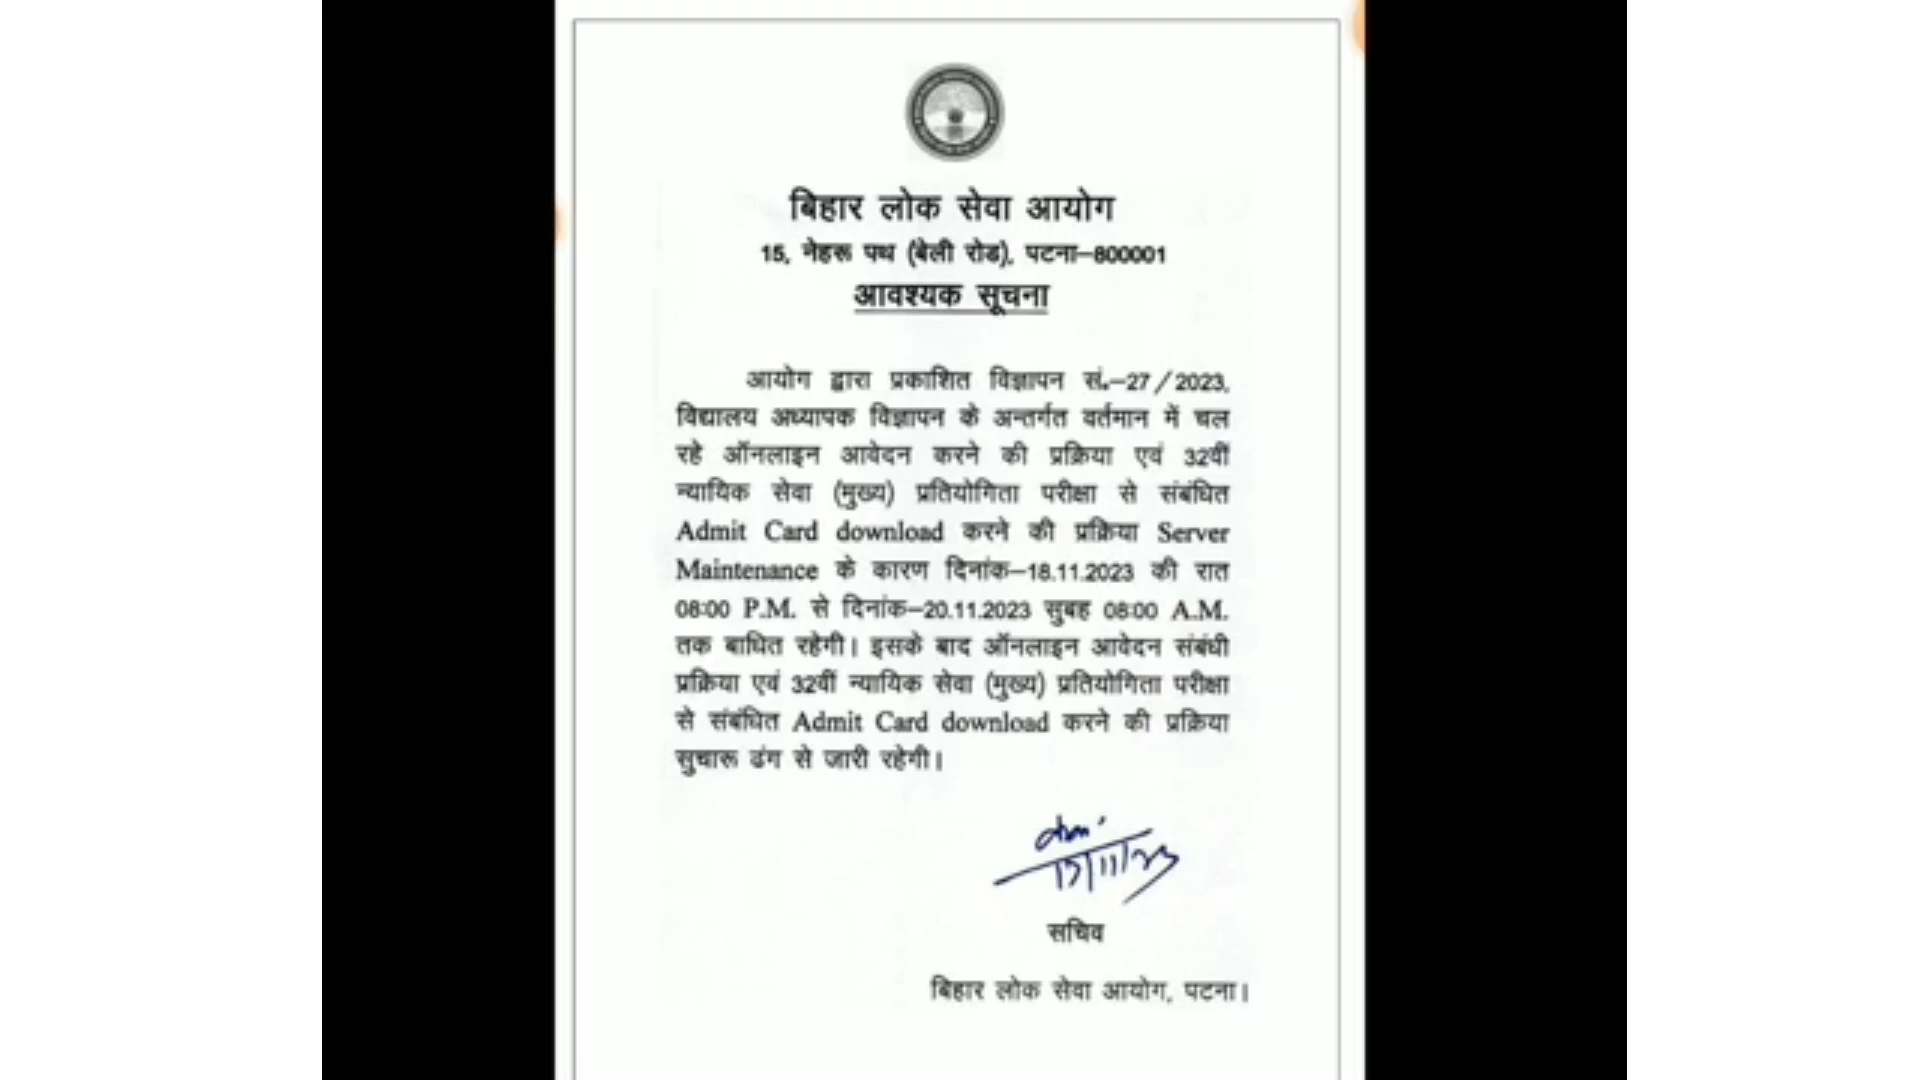 बिहार लोक सेवा आयोग
15, नेहरू पथ (बेली रोड), पटना–800001
आवश्यक सूचना
आयोग द्वारा प्रकाशित विज्ञापन सं.–27/2023,
विद्यालय अध्यापक विज्ञापन के अन्तर्गत वर्तमान में चल
रहे ऑनलाइन आवेदन करने की प्रक्रिया एवं 32वीं
न्यायिक सेवा (मुख्य) प्रतियोगिता परीक्षा से संबंधित
Admit Card download करने की प्रक्रिया Server
Maintenance के कारण दिनांक–18.11.2023 की रात
08:00 P.M. से दिनांक–20.11.2023 सुबह 08:00 A.M.
तक बाधित रहेगी। इसके बाद ऑनलाइन आवेदन संबंधी
प्रक्रिया एवं 32वीं न्यायिक सेवा (मुख्य) प्रतियोगिता परीक्षा
से संबंधित Admit Card download करने की प्रक्रिया
सुचारू ढंग से जारी रहेगी।
सचिव
बिहार लोक सेवा आयोग, पटना।